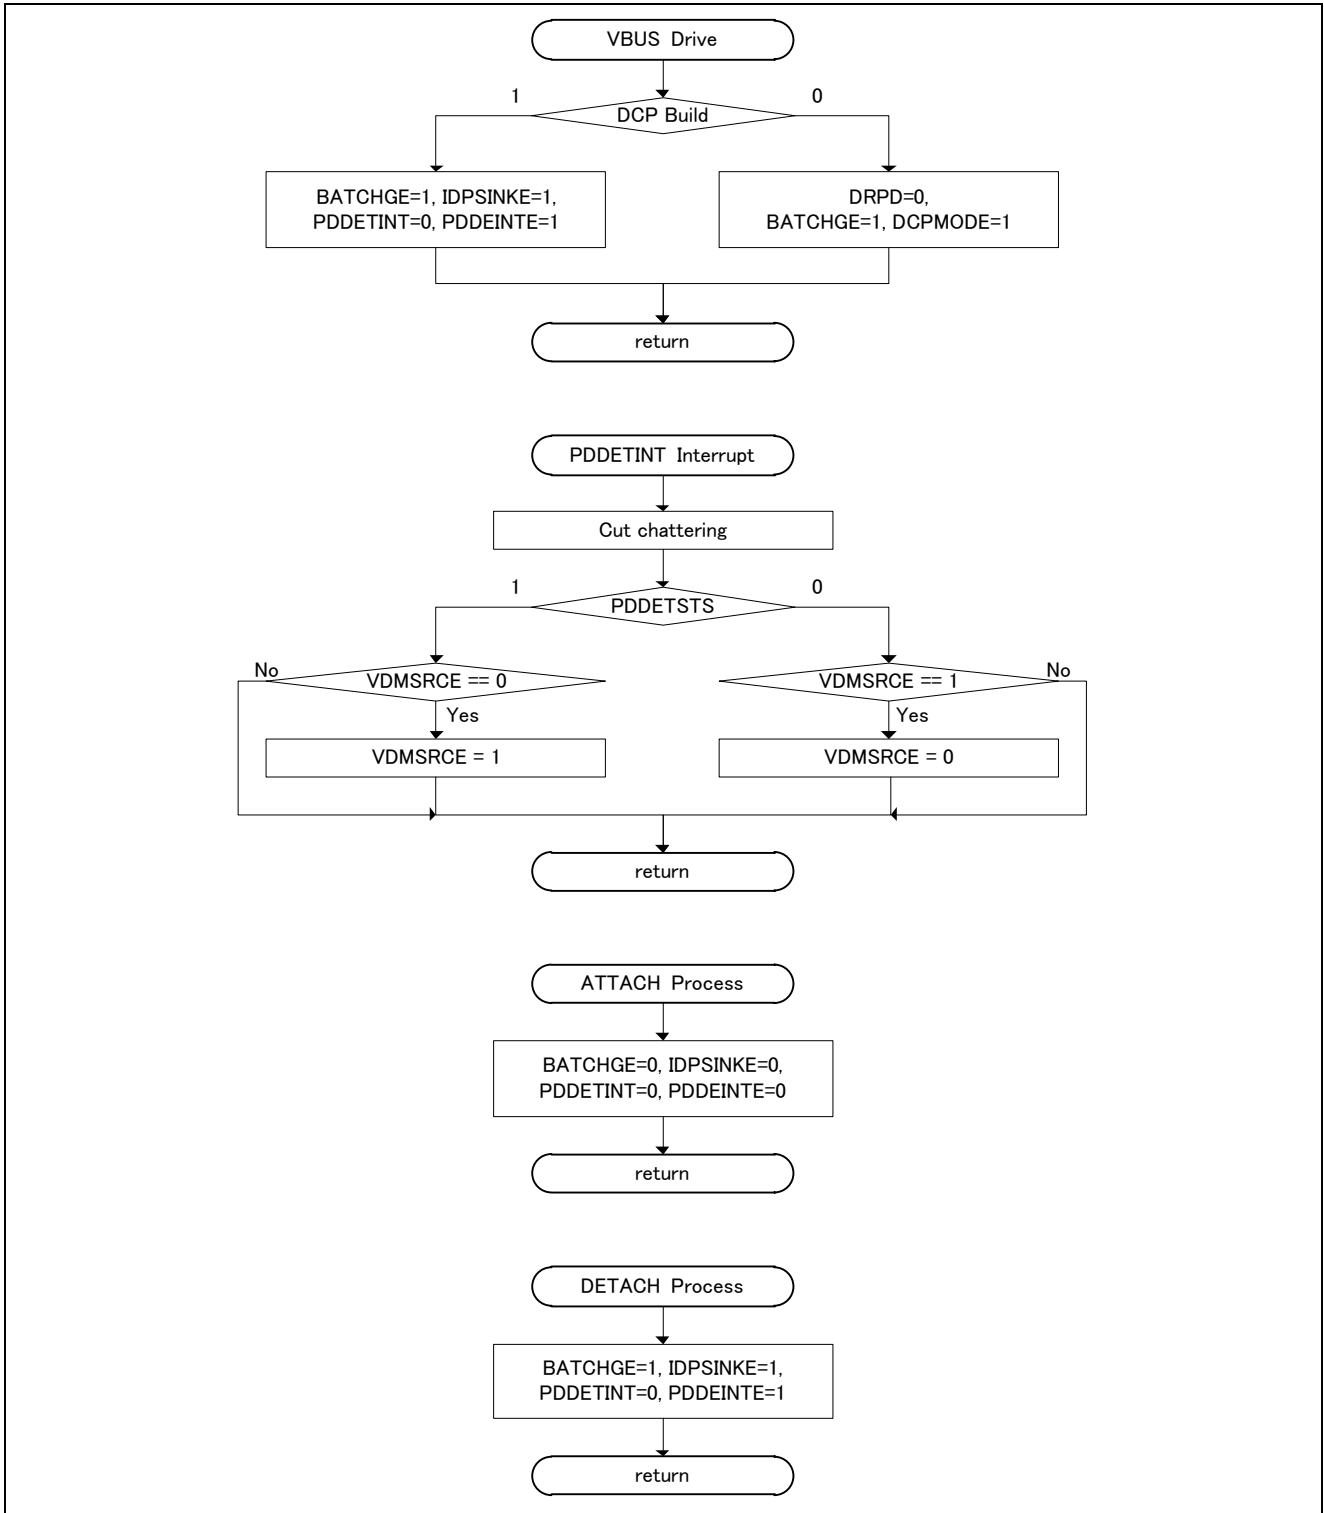 VBUS Drive
1
0
DCP Build
BATCHGE=1, IDPSINKE=1,
PDDETINT=0, PDDEINTE=1
DRPD=0,
BATCHGE=1, DCPMODE=1
return
PDDETINT Interrupt
Cut chattering
1
0
PDDETSTS
No
VDMSRCE == 0
VDMSRCE == 1
No
Yes
Yes
VDMSRCE = 1
VDMSRCE = 0
return
ATTACH Process
BATCHGE=0, IDPSINKE=0,
PDDETINT=0, PDDEINTE=0
return
DETACH Process
BATCHGE=1, IDPSINKE=1,
PDDETINT=0, PDDEINTE=1
return